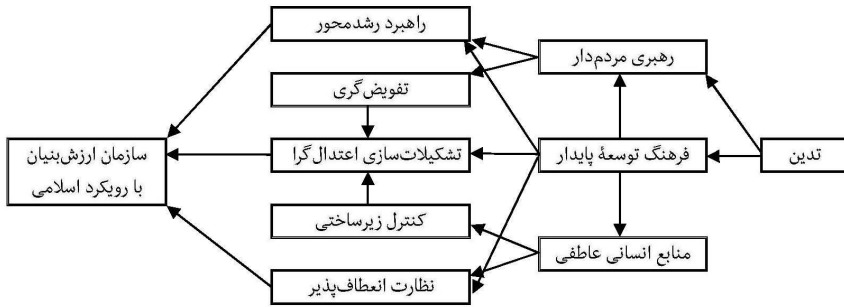 تدین
رهبری مردم‌دار
فرهنگ توسعهٔ پایدار
منابع انسانی عاطفی
راهبرد رشدمحور
تفویض‌گری
تشکیلات‌سازی اعتدال‌گرا
کنترل زیرساختی
نظارت انعطاف‌پذیر
سازمان ارزش‌بنیان
با رویکرد اسلامی